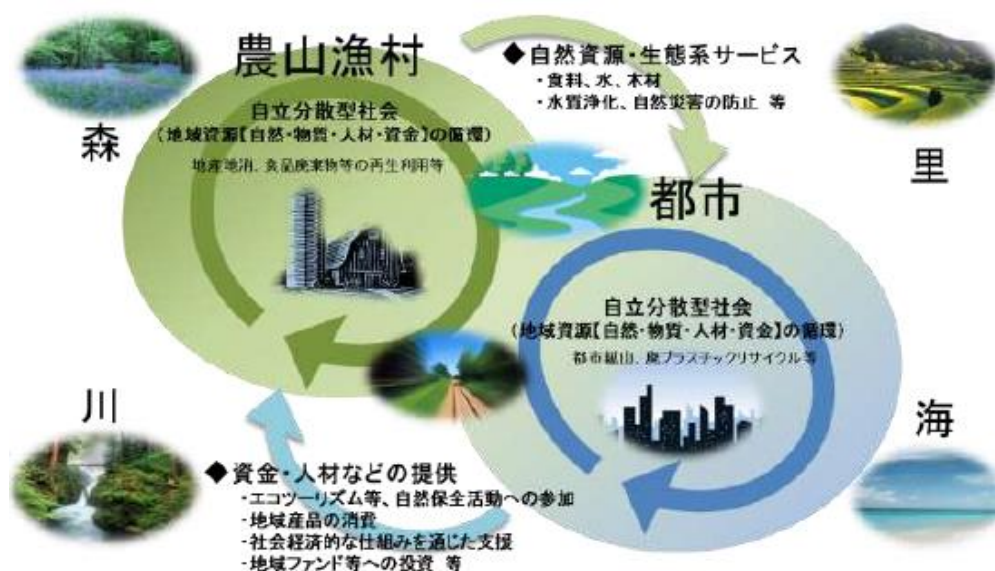 農山漁村
森
自立分散型社会
(地域資源【自然・物質・人材・資金】の循環)
地産地消、食品廃棄物等の再生利用等
◆自然資源・生態系サービス
・食料、水、木材
・水質浄化、自然災害の防止 等
里
都市
自立分散型社会
(地域資源【自然・物質・人材・資金】の循環)
都市鉱山、廃プラスチックリサイクル等
川
海
◆資金・人材などの提供
・エコツーリズム等、自然保全活動への参加
・地域産品の消費
・社会経済的な仕組みを通じた支援
・地域ファンド等への投資 等